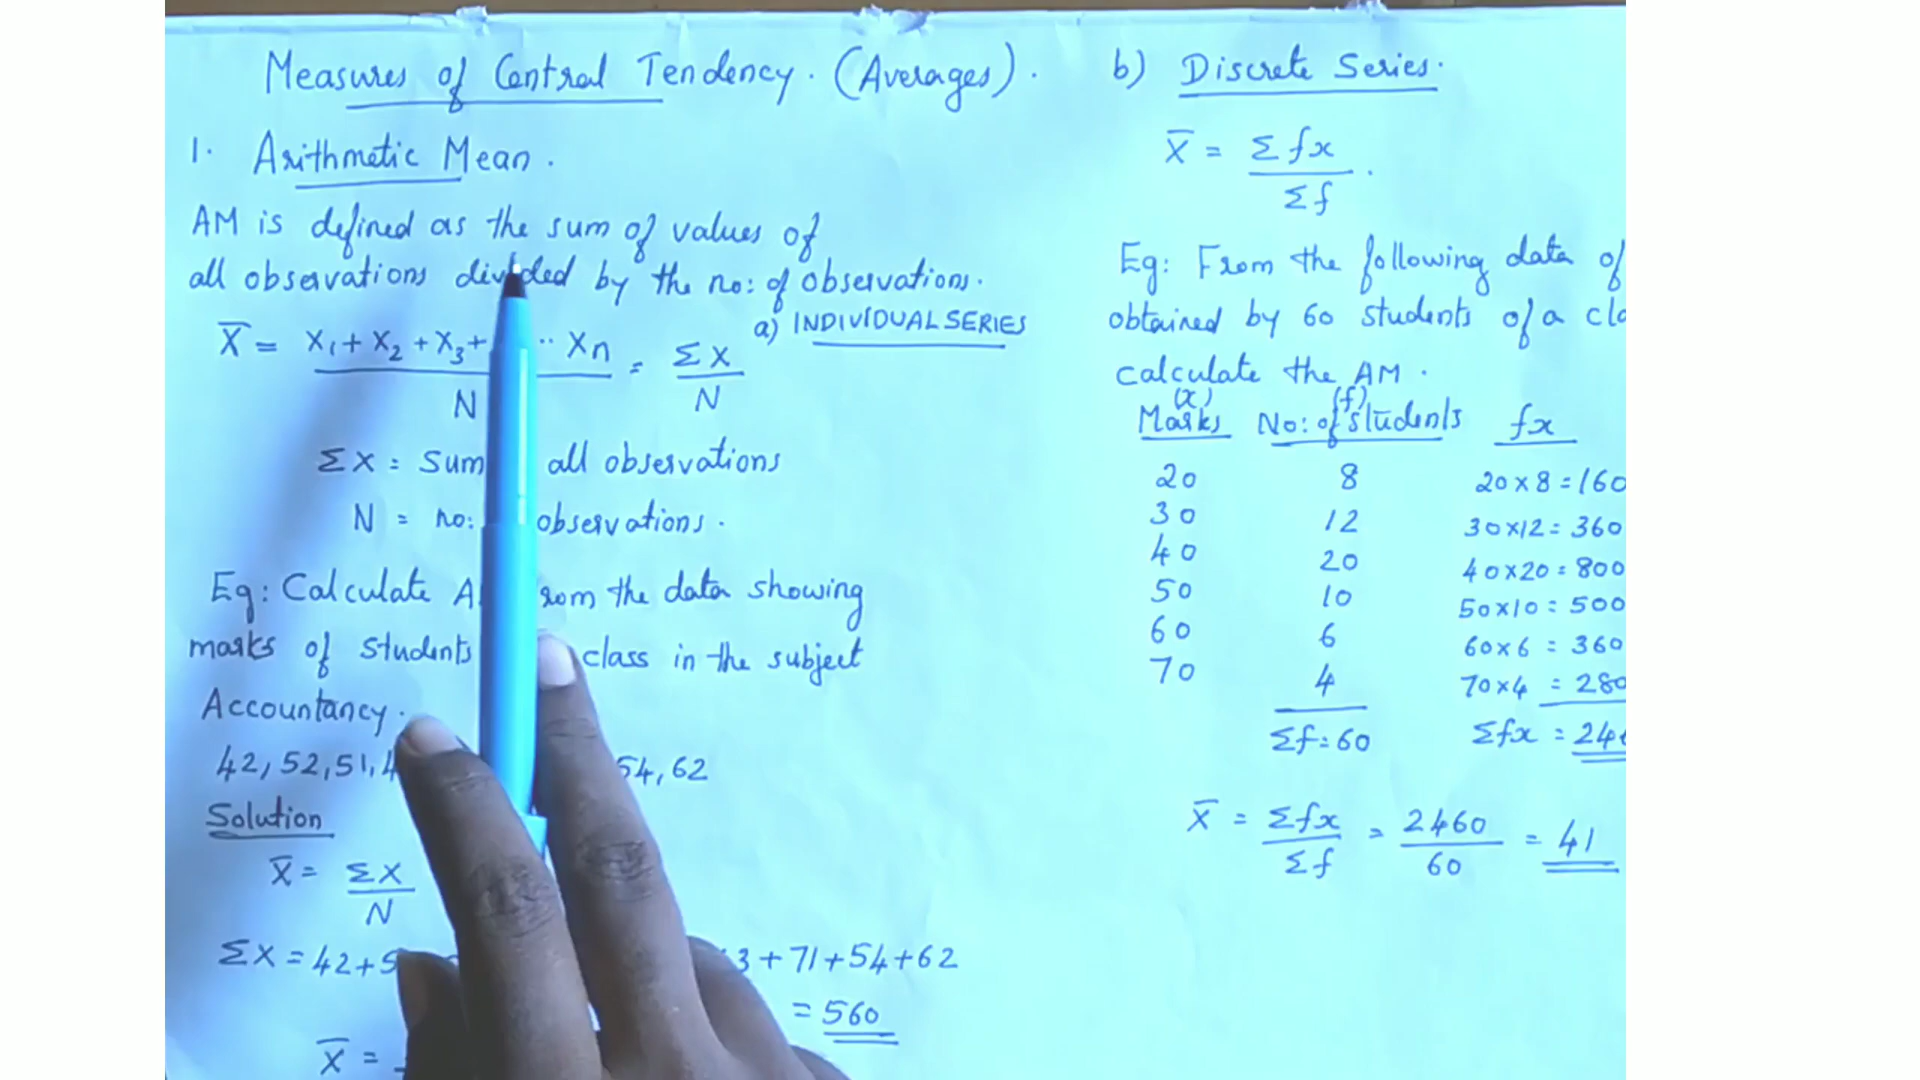 Measures of Central Tendency. (Averages).
1. Arithmetic Mean.
AM is defined as the sum of values of
all observations divided by the no: of observations.
a) INDIVIDUAL SERIES
X̄ = X₁ + X₂ + X₃ + ·· Xn / N = ΣX / N
ΣX = Sum all observations
N = no: observations.
Eg: Calculate A from the data showing
marks of students class in the subject
Accountancy.
42, 52, 51, 54, 62
Solution
X̄ = ΣX / N
ΣX = 42+5 3+71+54+62
= 560
X̄ =
b) Discrete Series.
X̄ = Σfx / Σf .
Eg: From the following data of
obtained by 60 students of a
calculate the AM.
Marks (x) No: of students (f) fx
20 8 20×8=160
30 12 30×12=360
40 20 40×20=800
50 10 50×10=500
60 6 60×6=360
70 4 70×4=280
Σf=60 Σfx=24
X̄ = Σfx / Σf = 2460 / 60 = 41